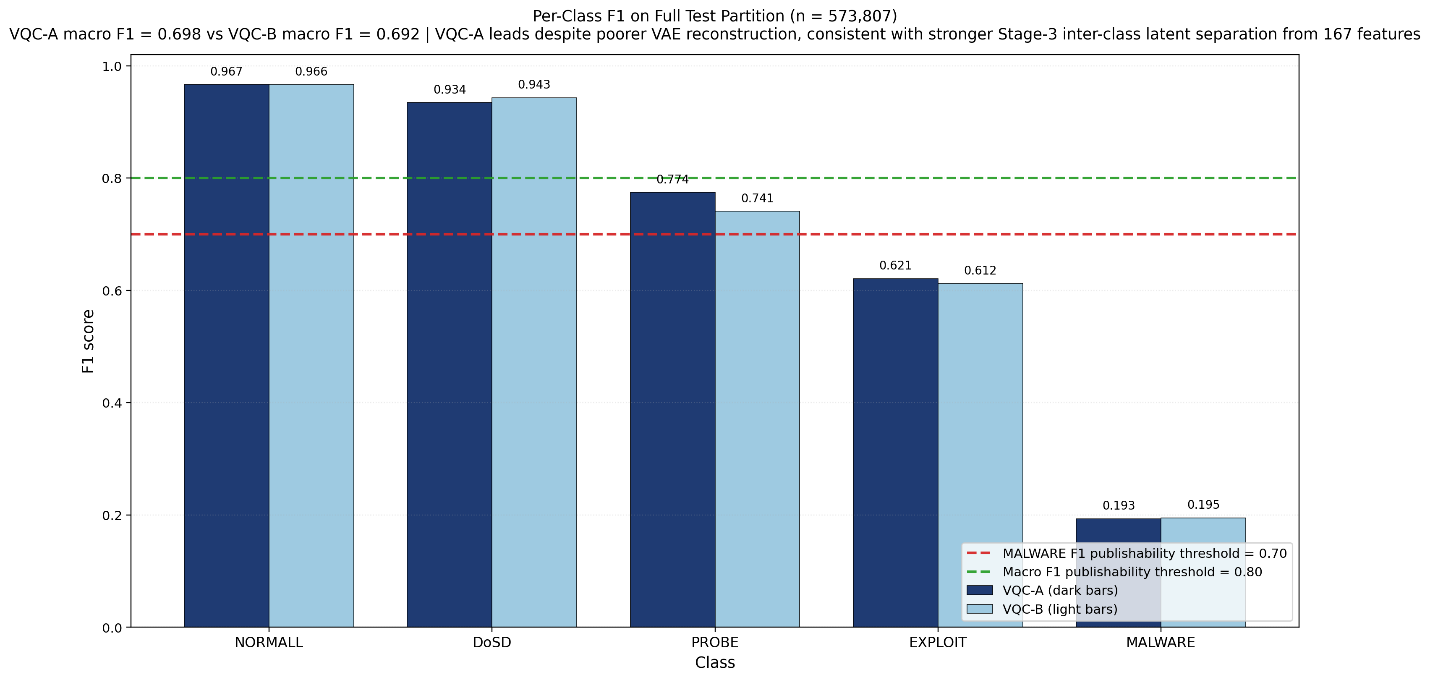 Per-Class F1 on Full Test Partition (n = 573,807)
VQC-A macro F1 = 0.698 vs VQC-B macro F1 = 0.692 | VQC-A leads despite poorer VAE reconstruction, consistent with stronger Stage-3 inter-class latent separation from 167 features
1.0
0.8
0.6
0.4
0.2
0.0
F1 score
0.967
0.966
0.934
0.943
0.774
0.741
0.621
0.612
0.193
0.195
MALWARE F1 publishability threshold = 0.70
Macro F1 publishability threshold = 0.80
VQC-A (dark bars)
VQC-B (light bars)
NORMALL
DoSD
PROBE
EXPLOIT
MALWARE
Class